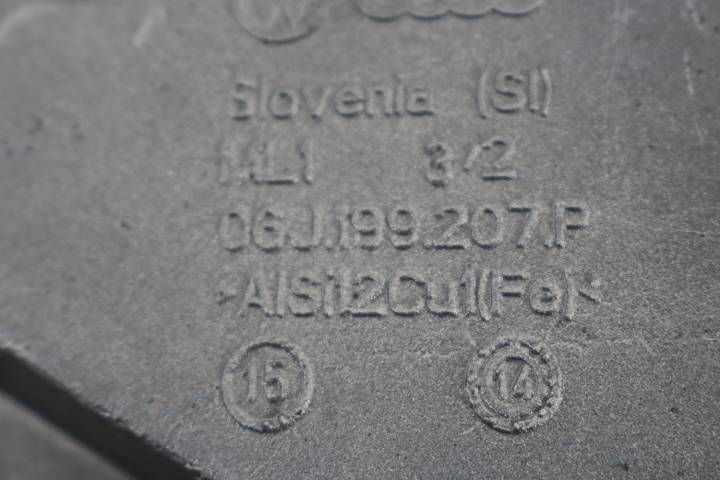 Slovenia (SI)
ML1 3/2
06J.199.207.P
>AlSi12Cu1(Fe)<
15 14